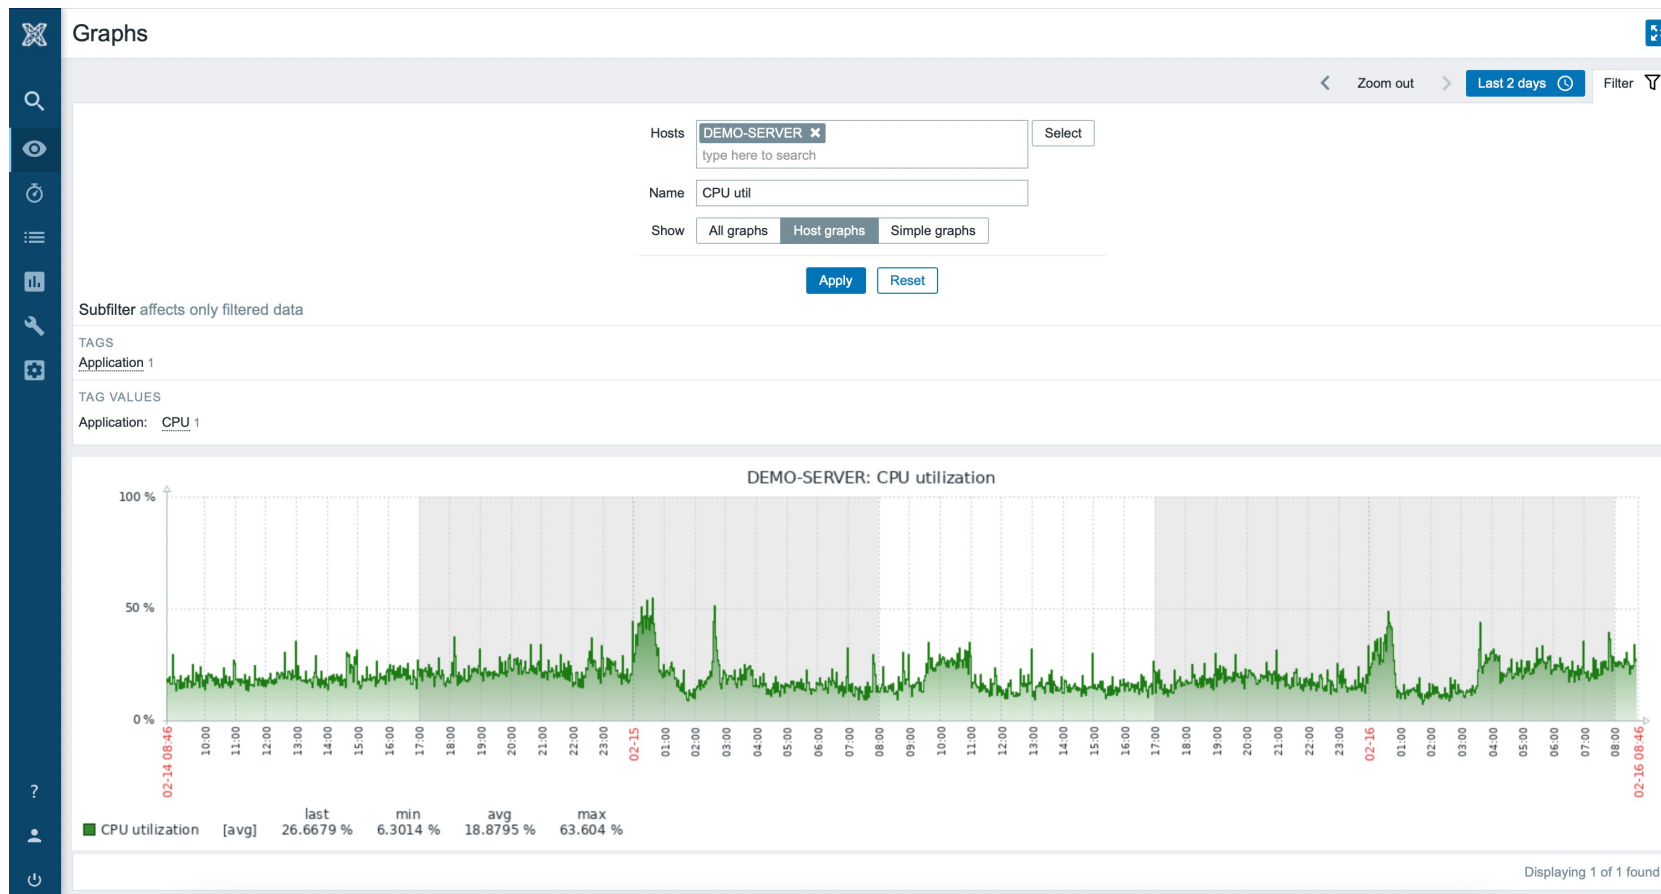 Graphs
Zoom out Last 2 days Filter
Hosts DEMO-SERVER Select
type here to search
Name CPU util
Show All graphs Host graphs Simple graphs
Apply Reset
Subfilter affects only filtered data
TAGS
Application 1
TAG VALUES
Application: CPU 1
DEMO-SERVER: CPU utilization
100 %
50 %
0 %
02-14 08:46 10:00 11:00 12:00 13:00 14:00 15:00 16:00 17:00 18:00 19:00 20:00 21:00 22:00 23:00 02-15 01:00 02:00 03:00 04:00 05:00 06:00 07:00 08:00 09:00 10:00 11:00 12:00 13:00 14:00 15:00 16:00 17:00 18:00 19:00 20:00 21:00 22:00 23:00 02-16 01:00 02:00 03:00 04:00 05:00 06:00 07:00 08:00 02-16 08:46
last min avg max
CPU utilization [avg] 26.6679 % 6.3014 % 18.8795 % 63.604 %
?
Displaying 1 of 1 found